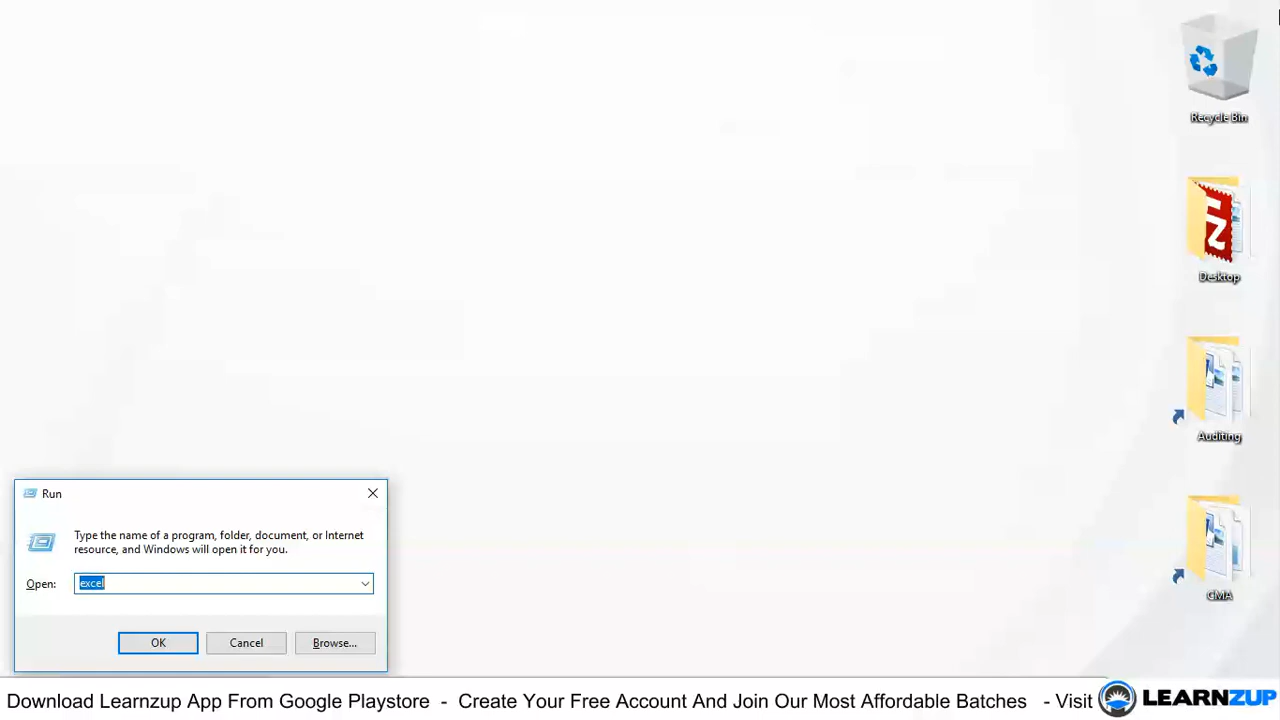 Recycle Bin
Desktop
Auditing
CMA
Run
Type the name of a program, folder, document, or Internet
resource, and Windows will open it for you.
Open: excel
OK Cancel Browse...
Download Learnzup App From Google Playstore - Create Your Free Account And Join Our Most Affordable Batches - Visit LEARNZUP